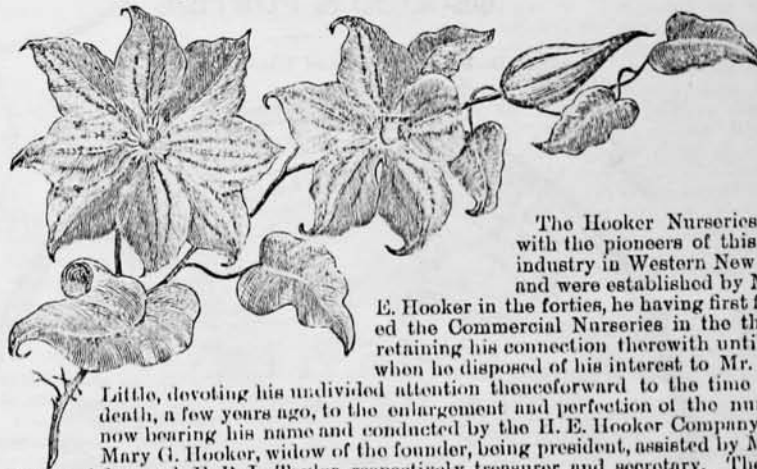 The Hooker Nurseries
with the pioneers of this
industry in Western New
and were established by
E. Hooker in the forties, he having first
ed the Commercial Nurseries in the
retaining his connection therewith
when he disposed of his interest to Mr.
Little, devoting his undivided attention thenceforward to the time
death, a few years ago, to the enlargement and perfection of the
now bearing his name and conducted by the H. E. Hooker Company
Mary G. Hooker, widow of the founder, being president, assisted by
respectively treasurer and secretary. The